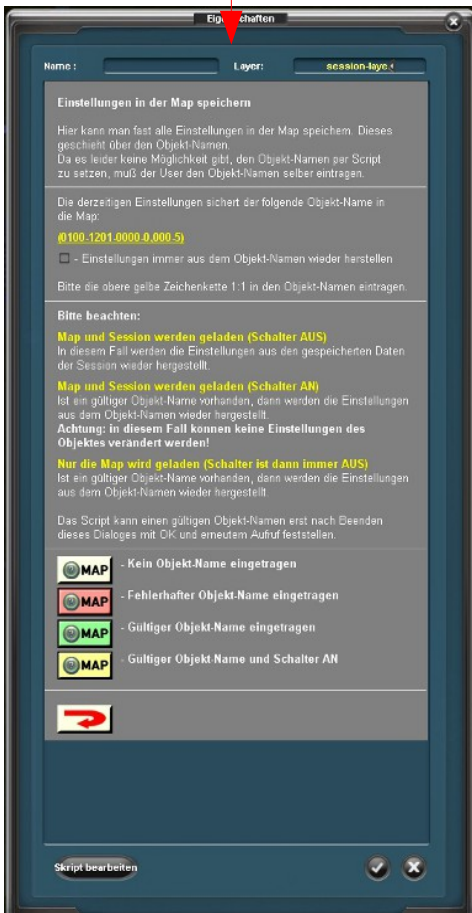 Eigenschaften
Name :
Layer:
session-laye
Einstellungen in der Map speichern
Hier kann man fast alle Einstellungen in der Map speichern. Dieses
geschieht über den Objekt-Namen.
Da es leider keine Möglichkeit gibt, den Objekt-Namen per Script
zu setzen, muß der User den Objekt-Namen selber eintragen.
Die derzeitigen Einstellungen sichert der folgende Objekt-Name in
die Map:
(0100-1201-0000-0,000-5)
- Einstellungen immer aus dem Objekt-Namen wieder herstellen
Bitte die obere gelbe Zeichenkette 1:1 in den Objekt-Namen eintragen.
Bitte beachten:
Map und Session werden geladen (Schalter AUS)
In diesem Fall werden die Einstellungen aus den gespeicherten Daten
der Session wieder hergestellt.
Map und Session werden geladen (Schalter AN)
Ist ein gültiger Objekt-Name vorhanden, dann werden die Einstellungen
aus dem Objekt-Namen wieder hergestellt.
Achtung: in diesem Fall konnen keine Einstellungen des
Objektes verändert werden!
Nur die Map wird geladen (Schalter ist dann immer AUS)
Ist ein gültiger Objekt-Name vorhanden, dann werden die Einstellungen
aus dem Objekt-Namen wieder hergestellt.
Das Script kann einen gültigen Objekt-Namen erst nach Beenden
dieses Dialoges mit OK und erneutem Aufruf feststellen.
MAP - Kein Objekt-Name eingetragen
MAP - Fehlerhafter Objekt-Name eingetragen
MAP - Gültiger Objekt-Name eingetragen
MAP - Gültiger Objekt-Name und Schalter AN
Skript bearbeiten